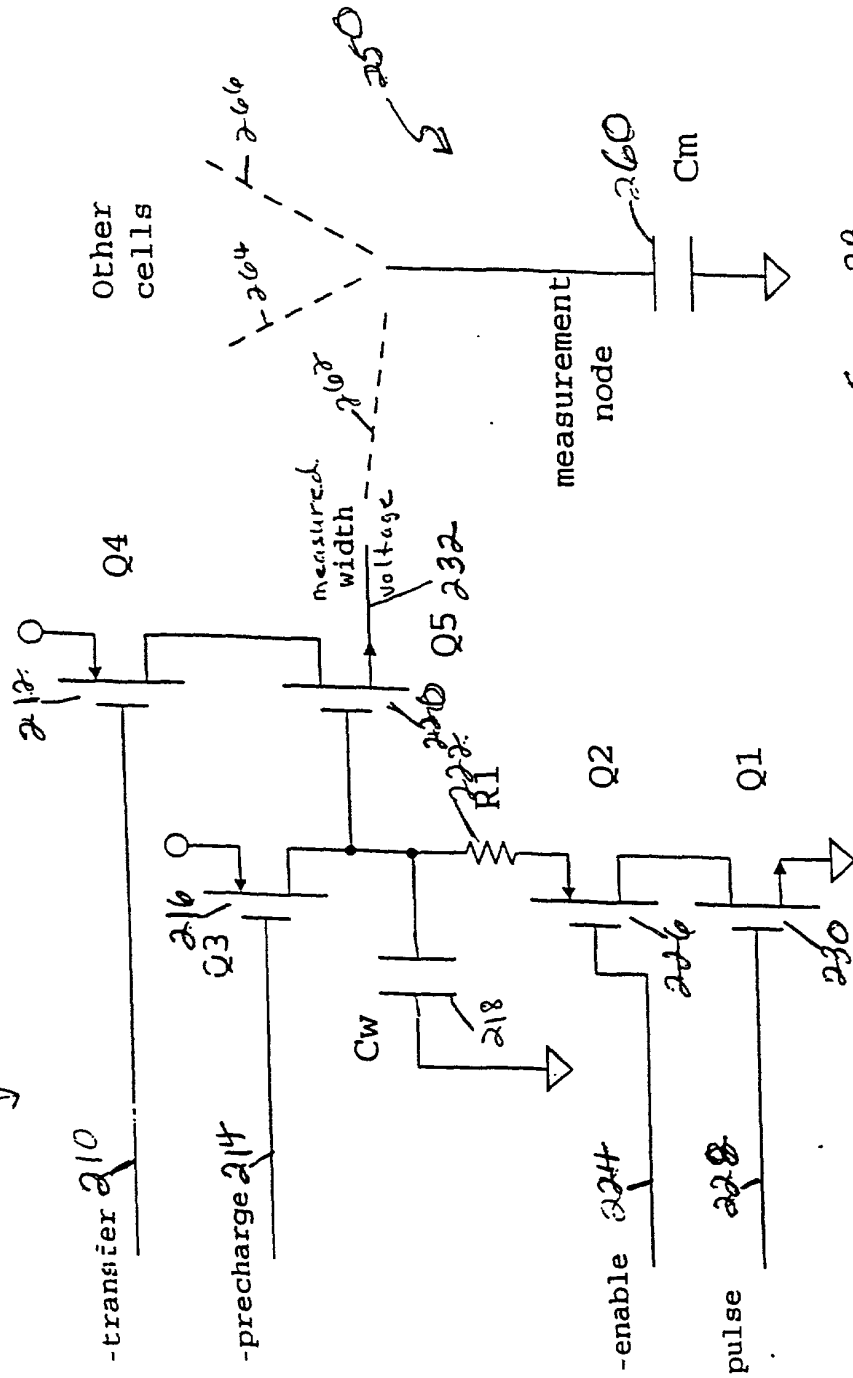 Other
cells
266
264
250
262
260
Cm
measurement
node
measured
width
voltage
232
Q4
212
Q5
220
222
R1
216
Q3
Q2
226
Q1
230
Cw
218
-transfer 210
-precharge 214
-enable 224
pulse 228